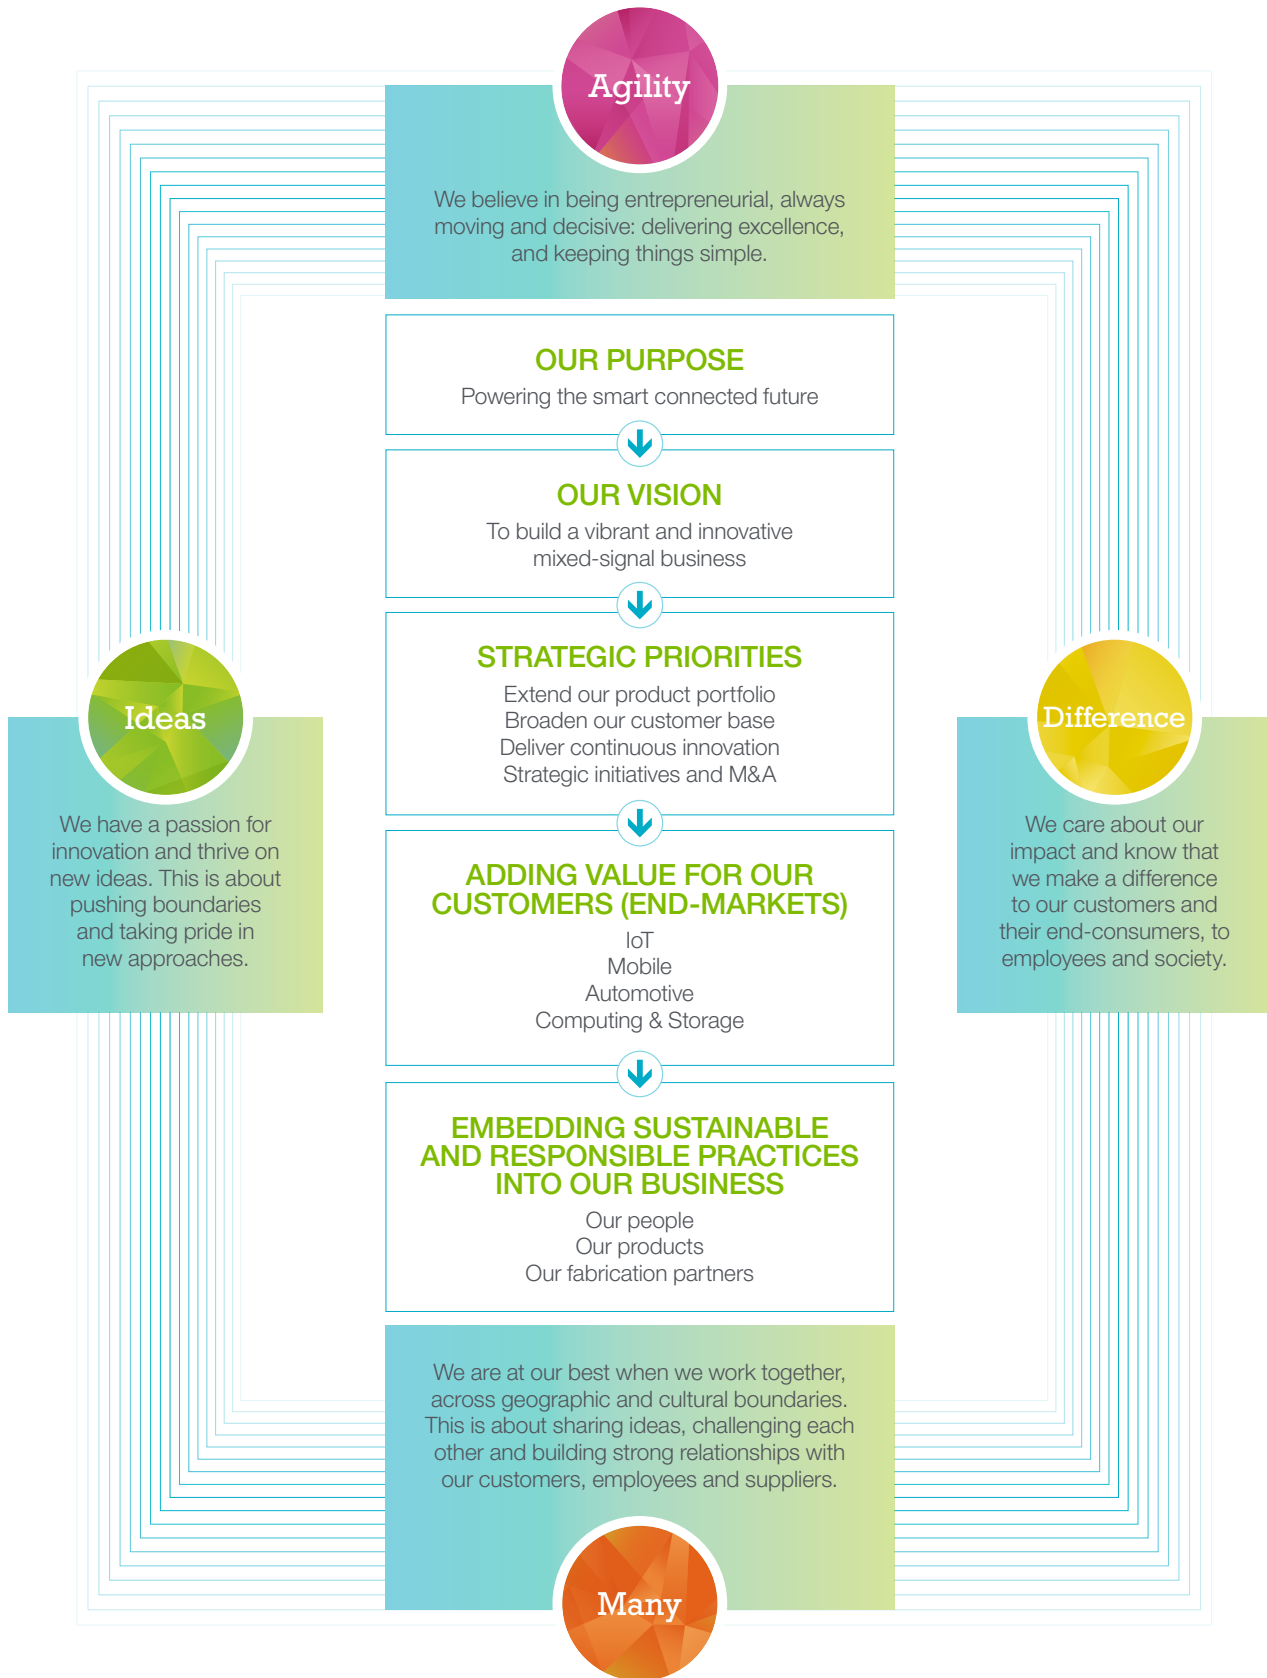 Agility
We believe in being entrepreneurial, always
moving and decisive: delivering excellence,
and keeping things simple.
OUR PURPOSE
Powering the smart connected future
OUR VISION
To build a vibrant and innovative
mixed-signal business
STRATEGIC PRIORITIES
Extend our product portfolio
Broaden our customer base
Deliver continuous innovation
Strategic initiatives and M&A
Ideas
We have a passion for
innovation and thrive on
new ideas. This is about
pushing boundaries
and taking pride in
new approaches.
Difference
We care about our
impact and know that
we make a difference
to our customers and
their end-consumers, to
employees and society.
ADDING VALUE FOR OUR
CUSTOMERS (END-MARKETS)
IoT
Mobile
Automotive
Computing & Storage
EMBEDDING SUSTAINABLE
AND RESPONSIBLE PRACTICES
INTO OUR BUSINESS
Our people
Our products
Our fabrication partners
We are at our best when we work together,
across geographic and cultural boundaries.
This is about sharing ideas, challenging each
other and building strong relationships with
our customers, employees and suppliers.
Many